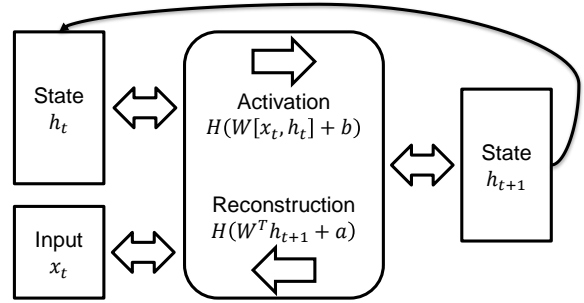 State
h_t
Activation
H(W[x_t, h_t] + b)
State
h_{t+1}
Reconstruction
H(W^T h_{t+1} + a)
Input
x_t